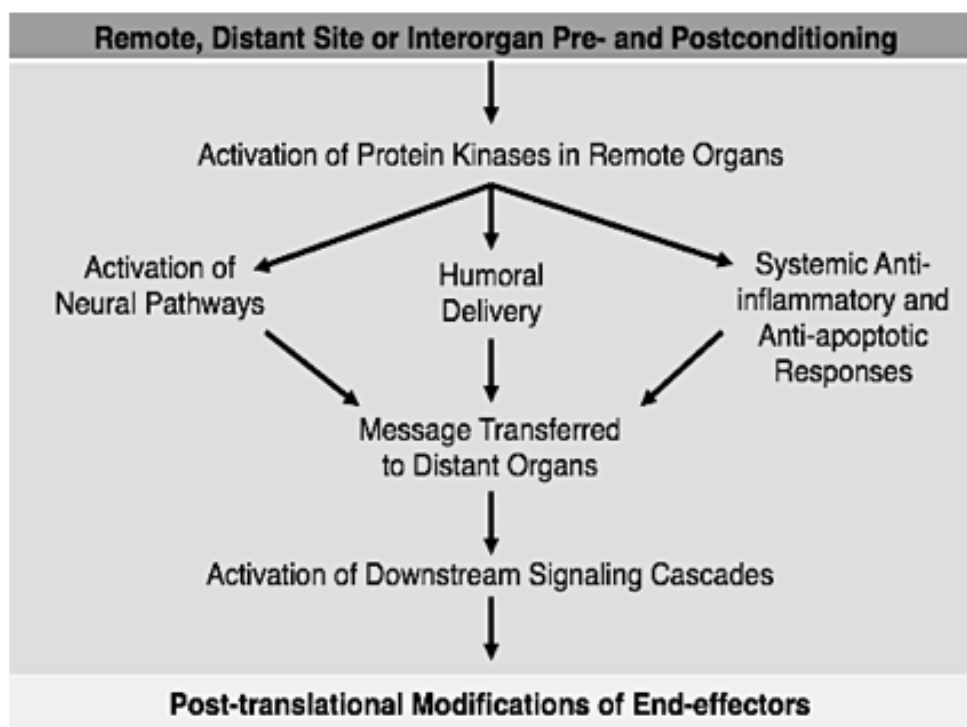 Remote, Distant Site or Interorgan Pre- and Postconditioning
Activation of Protein Kinases in Remote Organs
Activation of
Neural Pathways
Humoral
Delivery
Systemic Anti-
inflammatory and
Anti-apoptotic
Responses
Message Transferred
to Distant Organs
Activation of Downstream Signaling Cascades
Post-translational Modifications of End-effectors